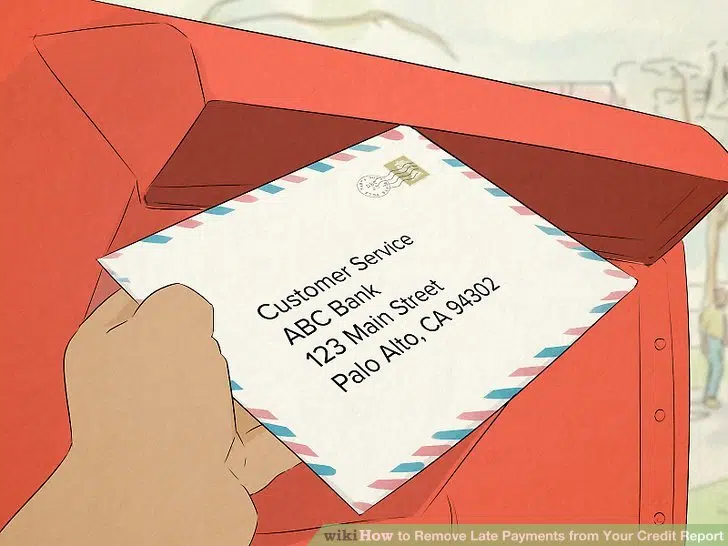 Customer Service
ABC Bank
123 Main Street
Palo Alto, CA 94302
wikiHow to Remove Late Payments from Your Credit Report